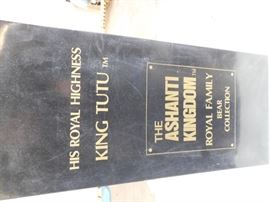 THE
ASHANTI
KINGDOM™
ROYAL FAMILY
BEAR
COLLECTION
HIS ROYAL HIGHNESS
KING TUTU™